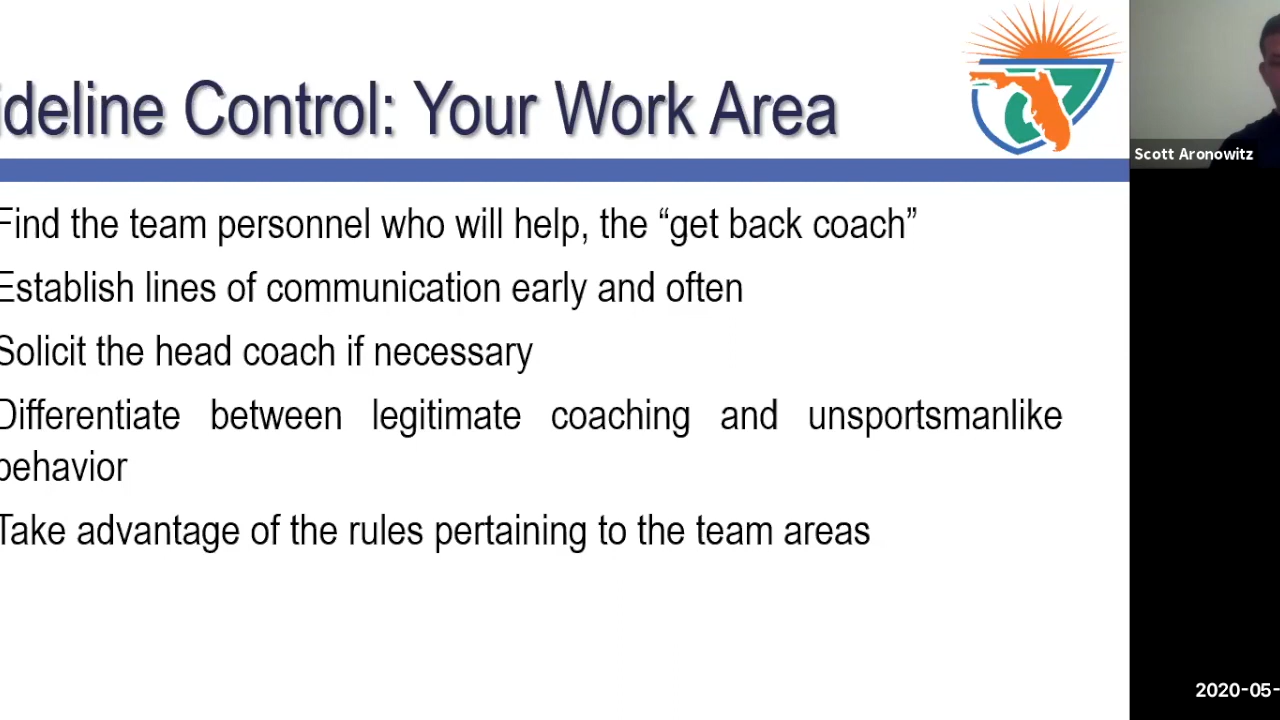 ideline Control: Your Work Area
Scott Aronowitz
Find the team personnel who will help, the “get back coach”
Establish lines of communication early and often
Solicit the head coach if necessary
Differentiate between legitimate coaching and unsportsmanlike
behavior
Take advantage of the rules pertaining to the team areas
2020-05-